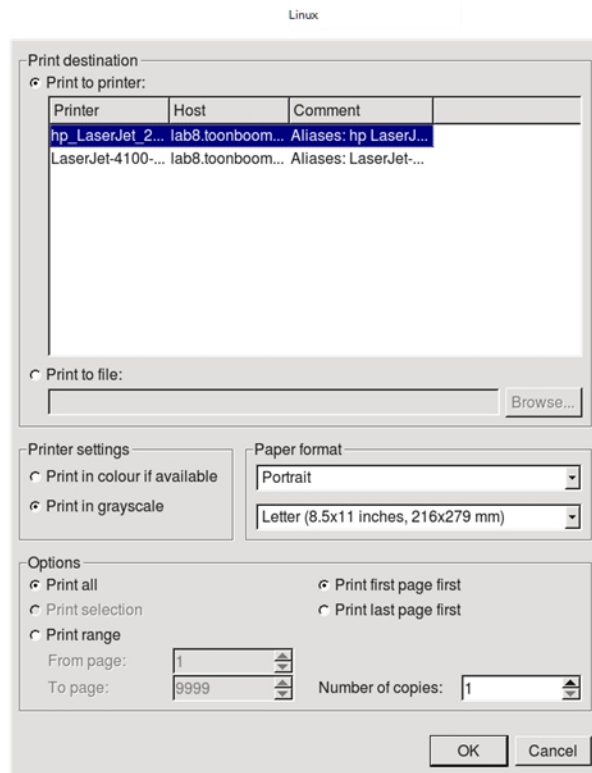 Linux
Print destination
Print to printer:
Printer Host Comment
hp_LaserJet_2... lab8.toonboom... Aliases: hp LaserJ...
LaserJet-4100-... lab8.toonboom... Aliases: LaserJet-...
Print to file:
Browse...
Printer settings
Print in colour if available
Print in grayscale
Paper format
Portrait
Letter (8.5x11 inches, 216x279 mm)
Options
Print all
Print selection
Print range
From page: 1
To page: 9999
Print first page first
Print last page first
Number of copies: 1
OK Cancel